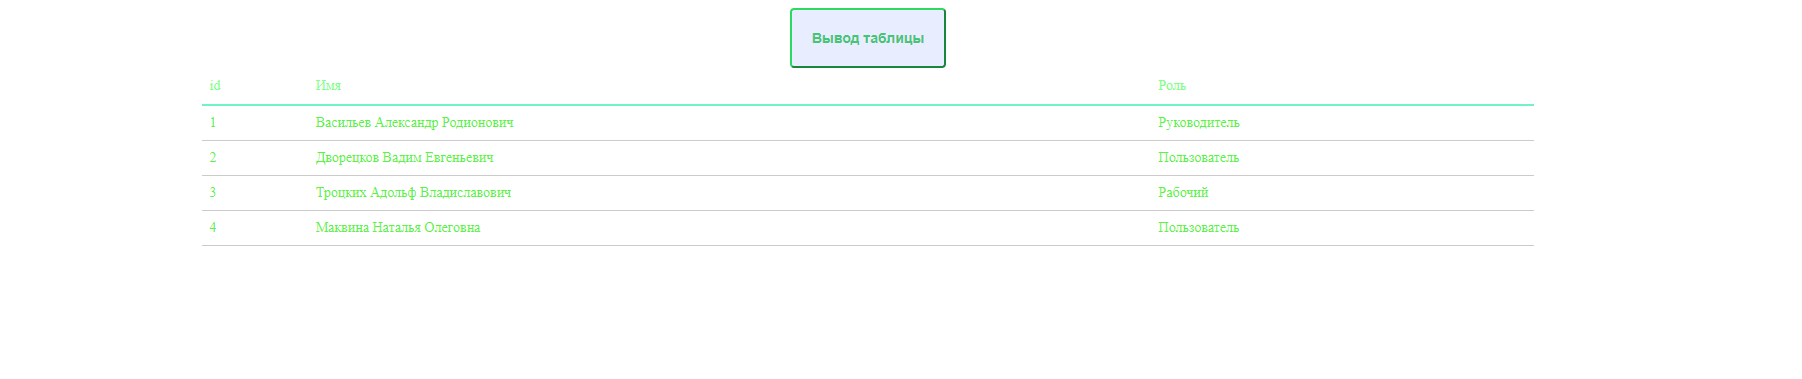 Вывод таблицы
id Имя Роль
1 Васильев Александр Родионович Руководитель
2 Дворецков Вадим Евгеньевич Пользователь
3 Троцких Адольф Владиславович Рабочий
4 Маквина Наталья Олеговна Пользователь